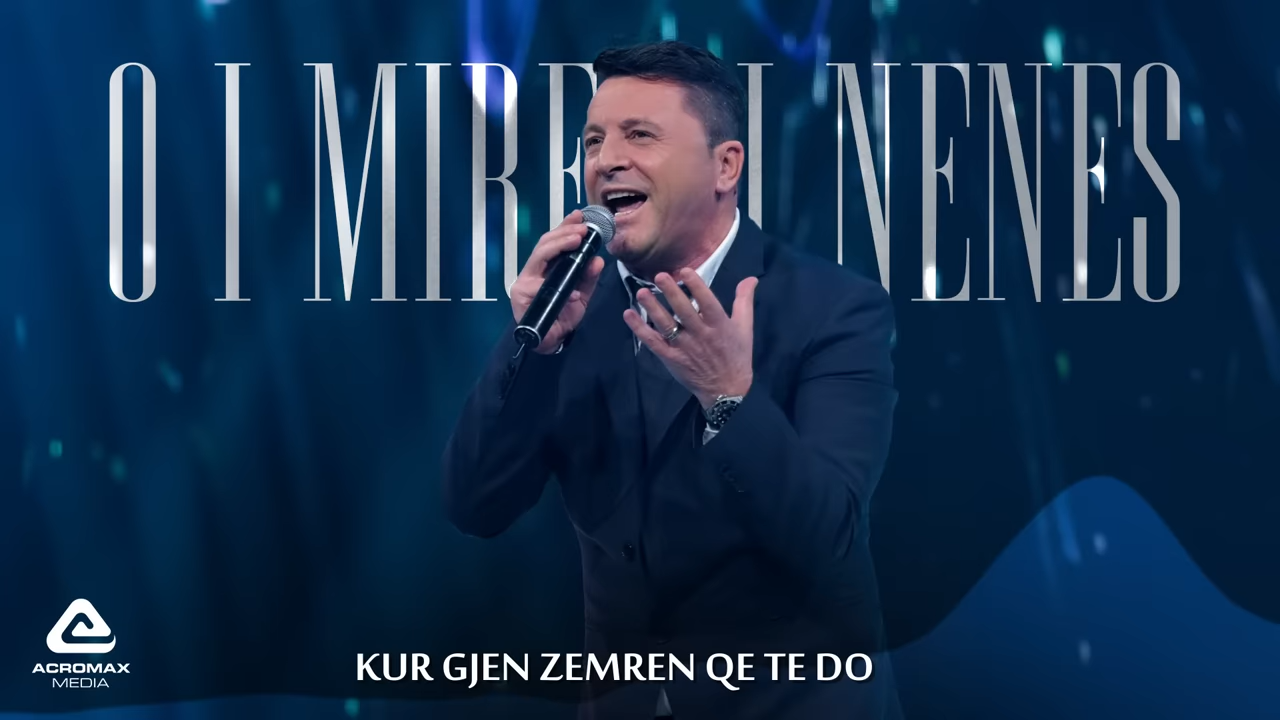 O I MIRE I NENES
KUR GJEN ZEMREN QE TE DO
ACROMAX
MEDIA